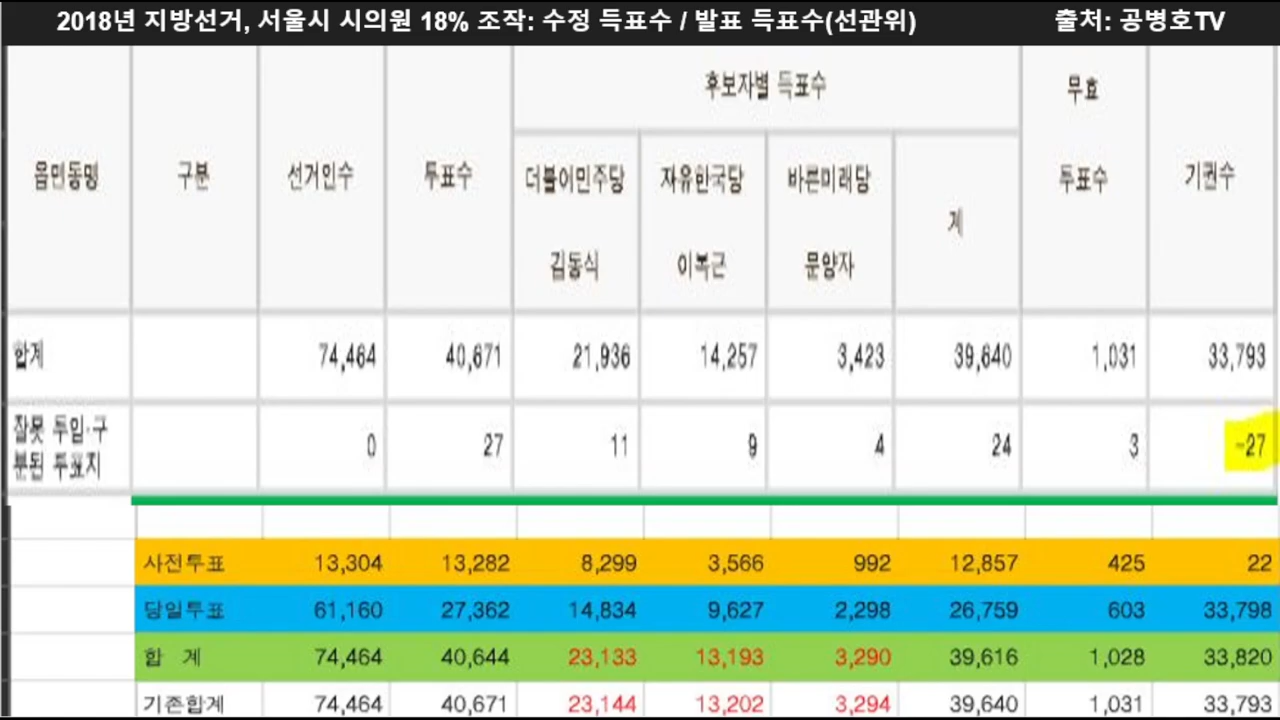 2018년 지방선거, 서울시 시의원 18% 조작: 수정 득표수 / 발표 득표수(선관위) 출처: 공병호TV
후보자별 득표수
읍면동명 구분 선거인수 투표수 더불어민주당 김동식 자유한국당 이복근 바른미래당 문양자 계 무효 투표수 기권수
합계 74,464 40,671 21,936 14,257 3,423 39,640 1,031 33,793
잘못 투입·구분된 투표지 0 27 11 9 4 24 3 -27
사전투표 13,304 13,282 8,299 3,566 992 12,857 425 22
당일투표 61,160 27,362 14,834 9,627 2,298 26,759 603 33,798
합 계 74,464 40,644 23,133 13,193 3,290 39,616 1,028 33,820
기존합계 74,464 40,671 23,144 13,202 3,294 39,640 1,031 33,793